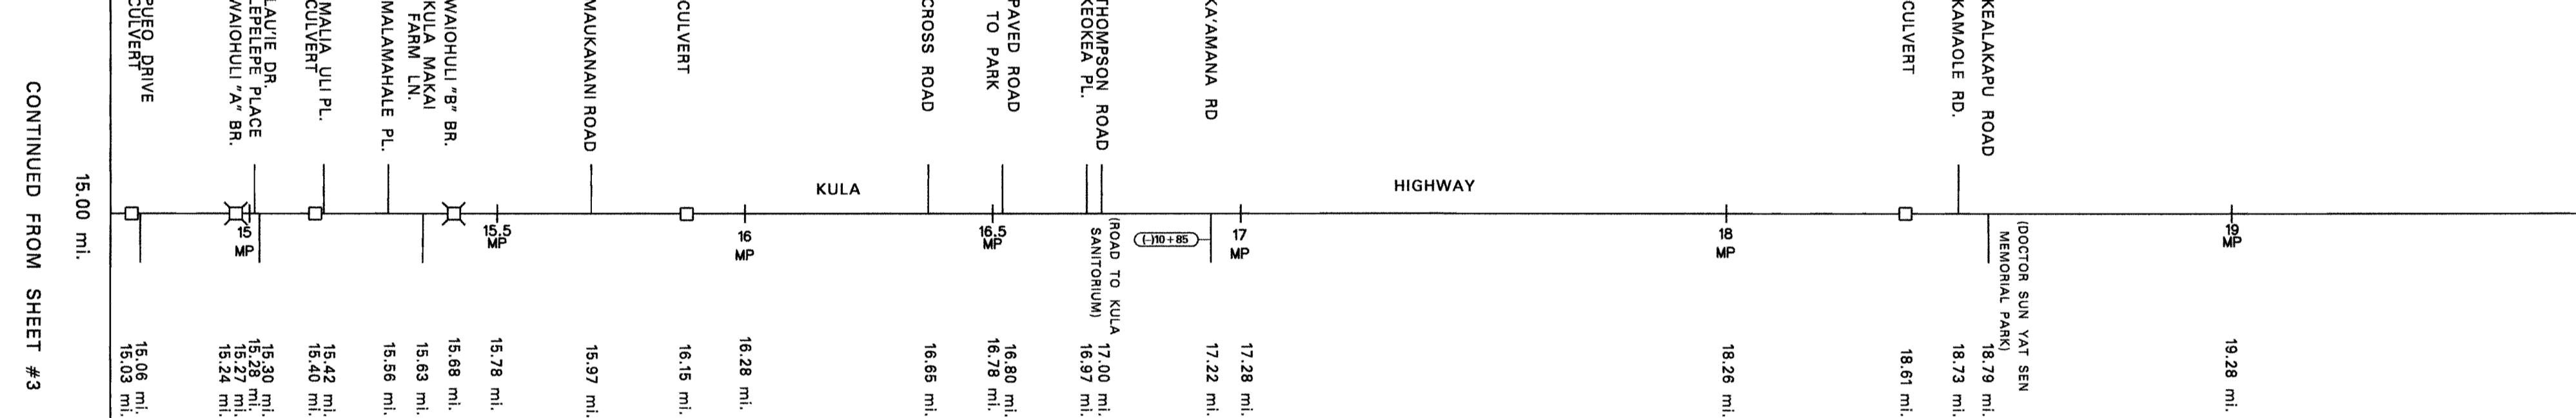 CONTINUED FROM SHEET #3
15.00 mi.
CULVERT
PUEO DRIVE
WAIOHULI "A" BR.
LEPELEPE PLACE
LAU'IE DR.
CULVERT
MALIA ULI PL.
MALAMAHALE PL.
KULA MAKAI
FARM LN.
WAIOHULI "B" BR.
MAUKANANI ROAD
CULVERT
CROSS ROAD
PAVED ROAD
TO PARK
KEOKEA PL.
THOMPSON ROAD
KA'AMANA RD
CULVERT
KAMAOLE RD.
KEALAKAPU ROAD
KULA
HIGHWAY
15
MP
15.5
MP
16
MP
16.5
MP
(ROAD TO KULA
SANITORIUM)
(-)10+85
17
MP
18
MP
(DOCTOR SUN YAT SEN
MEMORIAL PARK)
19
MP
15.03 mi.
15.06 mi.
15.24 mi.
15.27 mi.
15.28 mi.
15.30 mi.
15.40 mi.
15.42 mi.
15.56 mi.
15.63 mi.
15.68 mi.
15.78 mi.
15.97 mi.
16.15 mi.
16.28 mi.
16.65 mi.
16.78 mi.
16.80 mi.
16.97 mi.
17.00 mi.
17.22 mi.
17.28 mi.
18.26 mi.
18.61 mi.
18.73 mi.
18.79 mi.
19.28 mi.